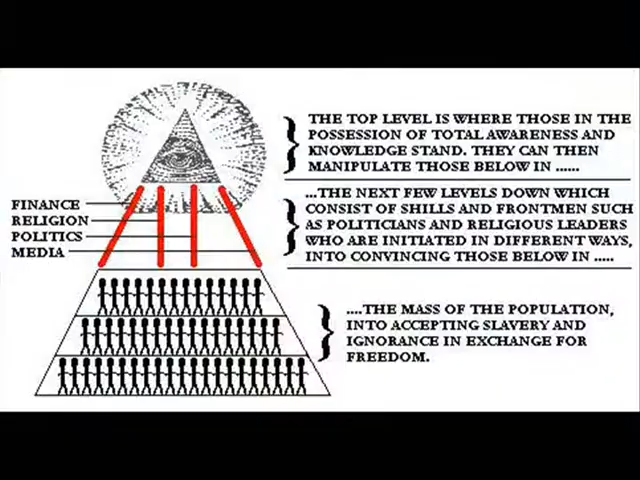 THE TOP LEVEL IS WHERE THOSE IN THE
POSSESSION OF TOTAL AWARENESS AND
KNOWLEDGE STAND. THEY CAN THEN
MANIPULATE THOSE BELOW IN ......
FINANCE
RELIGION
POLITICS
MEDIA
...THE NEXT FEW LEVELS DOWN WHICH
CONSIST OF SHILLS AND FRONTMEN SUCH
AS POLITICIANS AND RELIGIOUS LEADERS
WHO ARE INITIATED IN DIFFERENT WAYS,
INTO CONVINCING THOSE BELOW IN .....
....THE MASS OF THE POPULATION,
INTO ACCEPTING SLAVERY AND
IGNORANCE IN EXCHANGE FOR
FREEDOM.